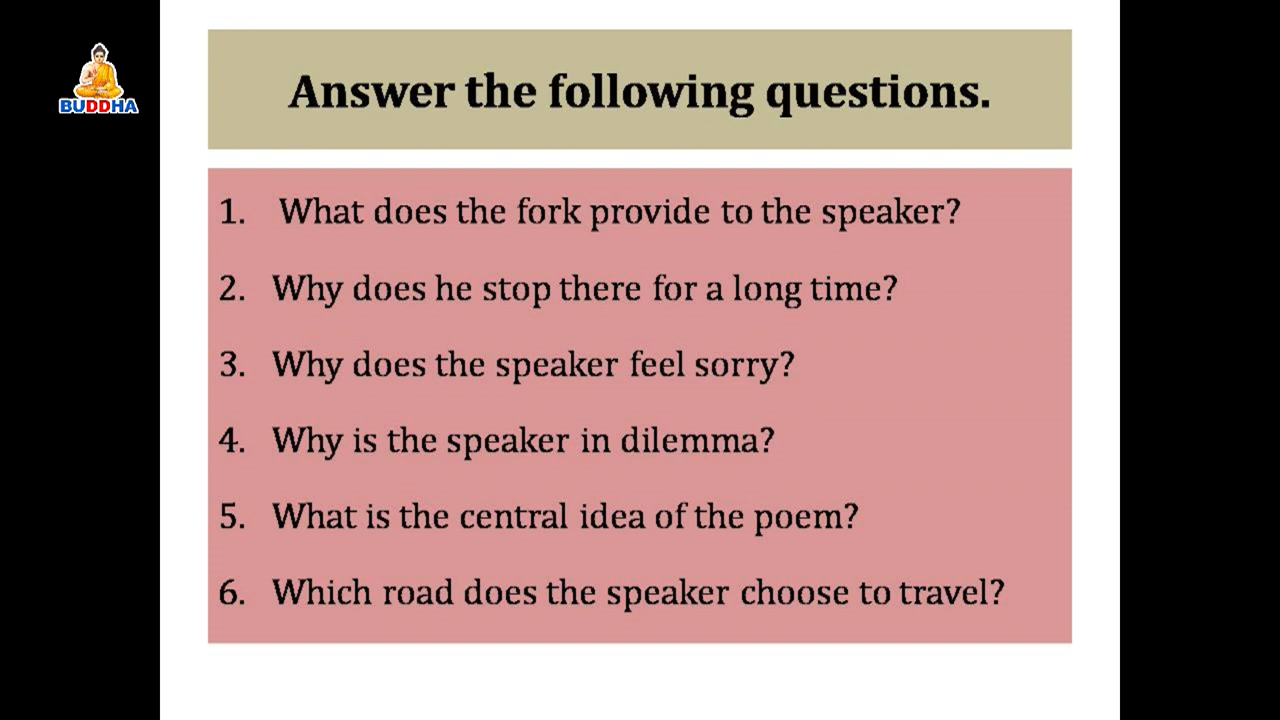 BUDDHA
Answer the following questions.
1. What does the fork provide to the speaker?
2. Why does he stop there for a long time?
3. Why does the speaker feel sorry?
4. Why is the speaker in dilemma?
5. What is the central idea of the poem?
6. Which road does the speaker choose to travel?